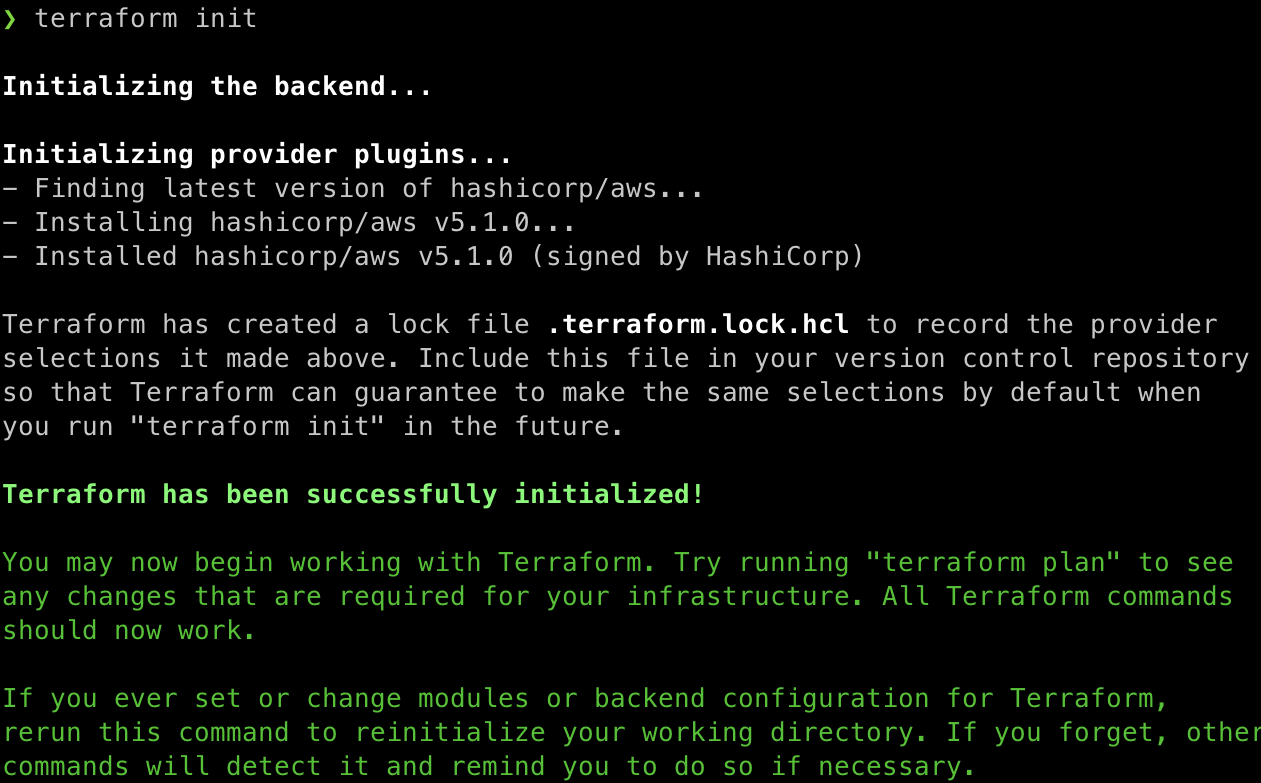 ❯ terraform init
Initializing the backend...
Initializing provider plugins...
- Finding latest version of hashicorp/aws...
- Installing hashicorp/aws v5.1.0...
- Installed hashicorp/aws v5.1.0 (signed by HashiCorp)
Terraform has created a lock file .terraform.lock.hcl to record the provider
selections it made above. Include this file in your version control repository
so that Terraform can guarantee to make the same selections by default when
you run "terraform init" in the future.
Terraform has been successfully initialized!
You may now begin working with Terraform. Try running "terraform plan" to see
any changes that are required for your infrastructure. All Terraform commands
should now work.
If you ever set or change modules or backend configuration for Terraform,
rerun this command to reinitialize your working directory. If you forget, other
commands will detect it and remind you to do so if necessary.